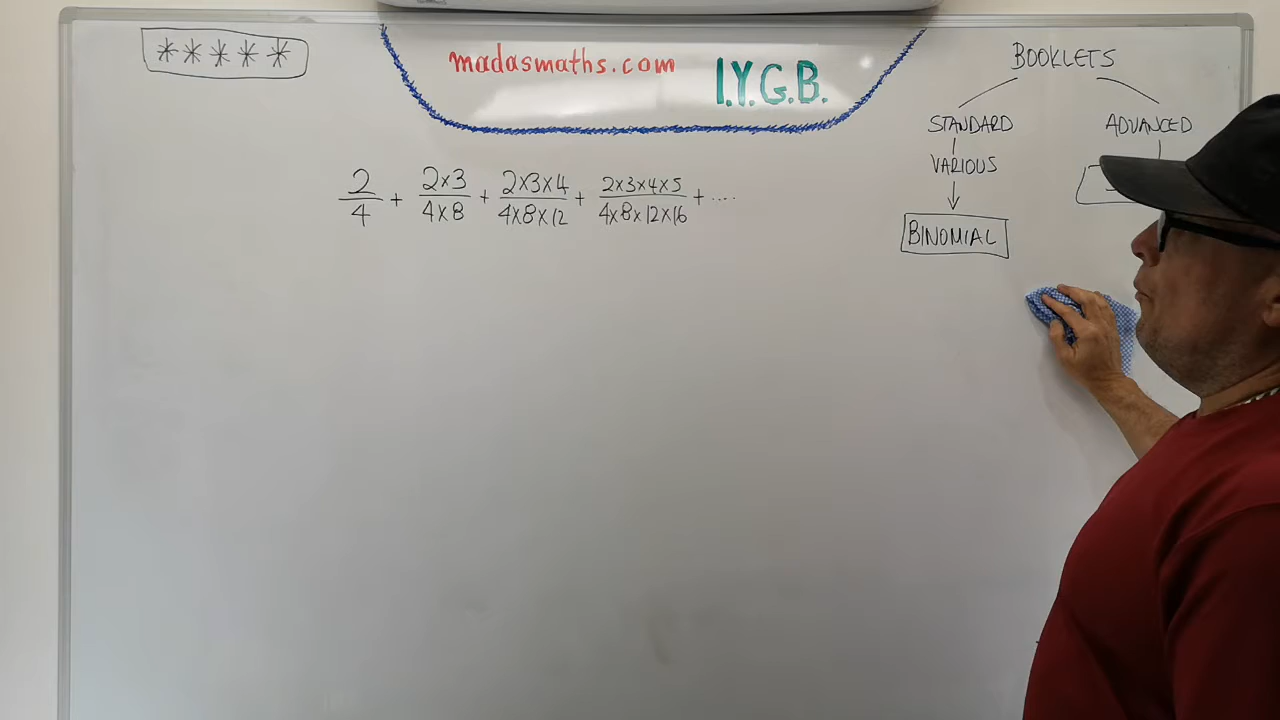 *****
madasmaths.com I.Y.G.B.
BOOKLETS
STANDARD ADVANCED
VARIOUS
BINOMIAL
2/4 + 2×3/4×8 + 2×3×4/4×8×12 + 2×3×4×5/4×8×12×16 + ....